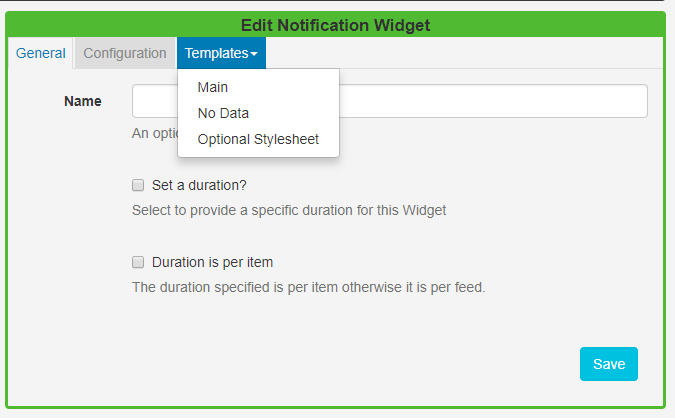 Edit Notification Widget
General Configuration Templates
Main
No Data
Optional Stylesheet
Name
An
Set a duration?
Select to provide a specific duration for this Widget
Duration is per item
The duration specified is per item otherwise it is per feed.
Save